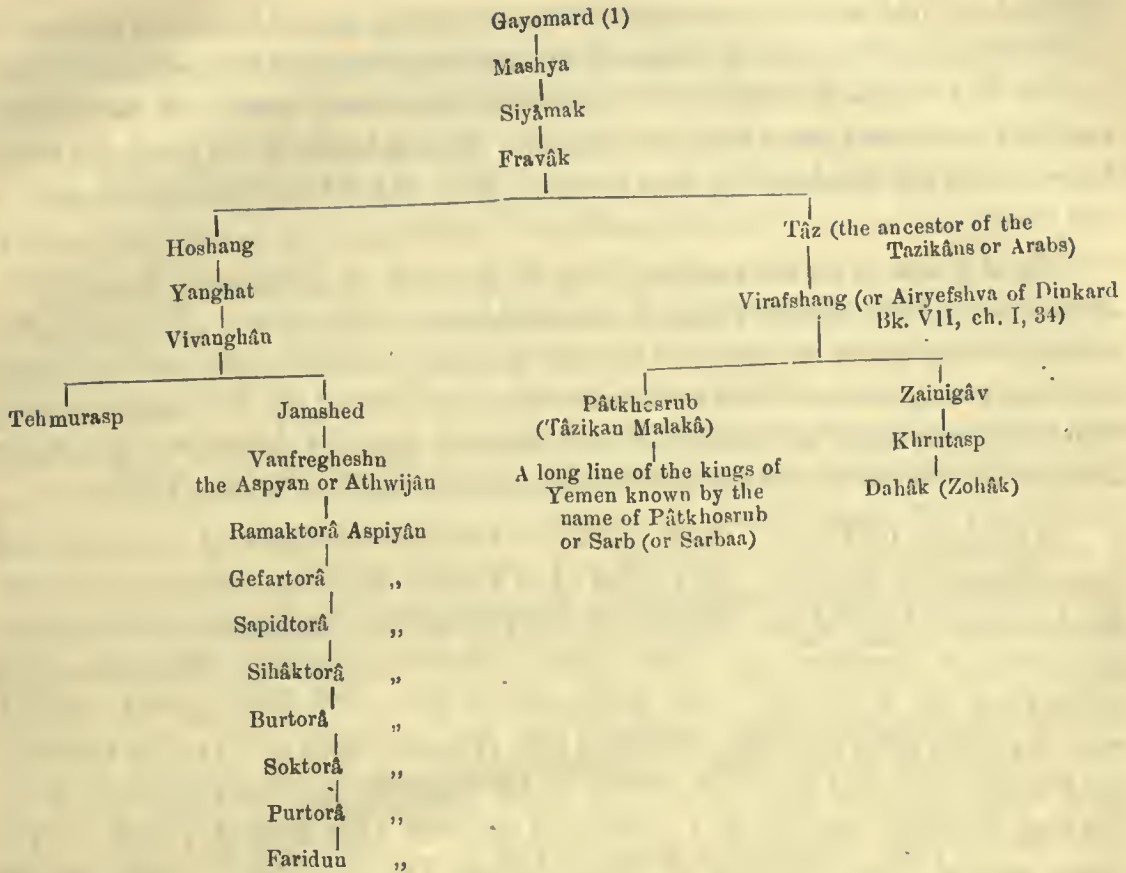 Gayomard (1)
Mashya
Siyâmak
Fravâk
Hoshang
Yanghat
Vivanghân
Tâz (the ancestor of the
Tazikâns or Arabs)
Virafshang (or Airyefshva of Dinkard
Bk. VII, ch. I, 34)
Tehmurasp
Jamshed
Vanfregheshn
the Aspyan or Athwijân
Ramaktorâ Aspiyân
Gefartorâ „
Sapidtorâ „
Sihâktorâ „
Burtorâ „
Soktorâ „
Purtorâ „
Faridun „
Pâtkhosrub
(Tâzikan Malakâ)
A long line of the kings of
Yemen known by the
name of Pâtkhosrub
or Sarb (or Sarbaa)
Zainigâv
Khrutasp
Dahâk (Zohâk)